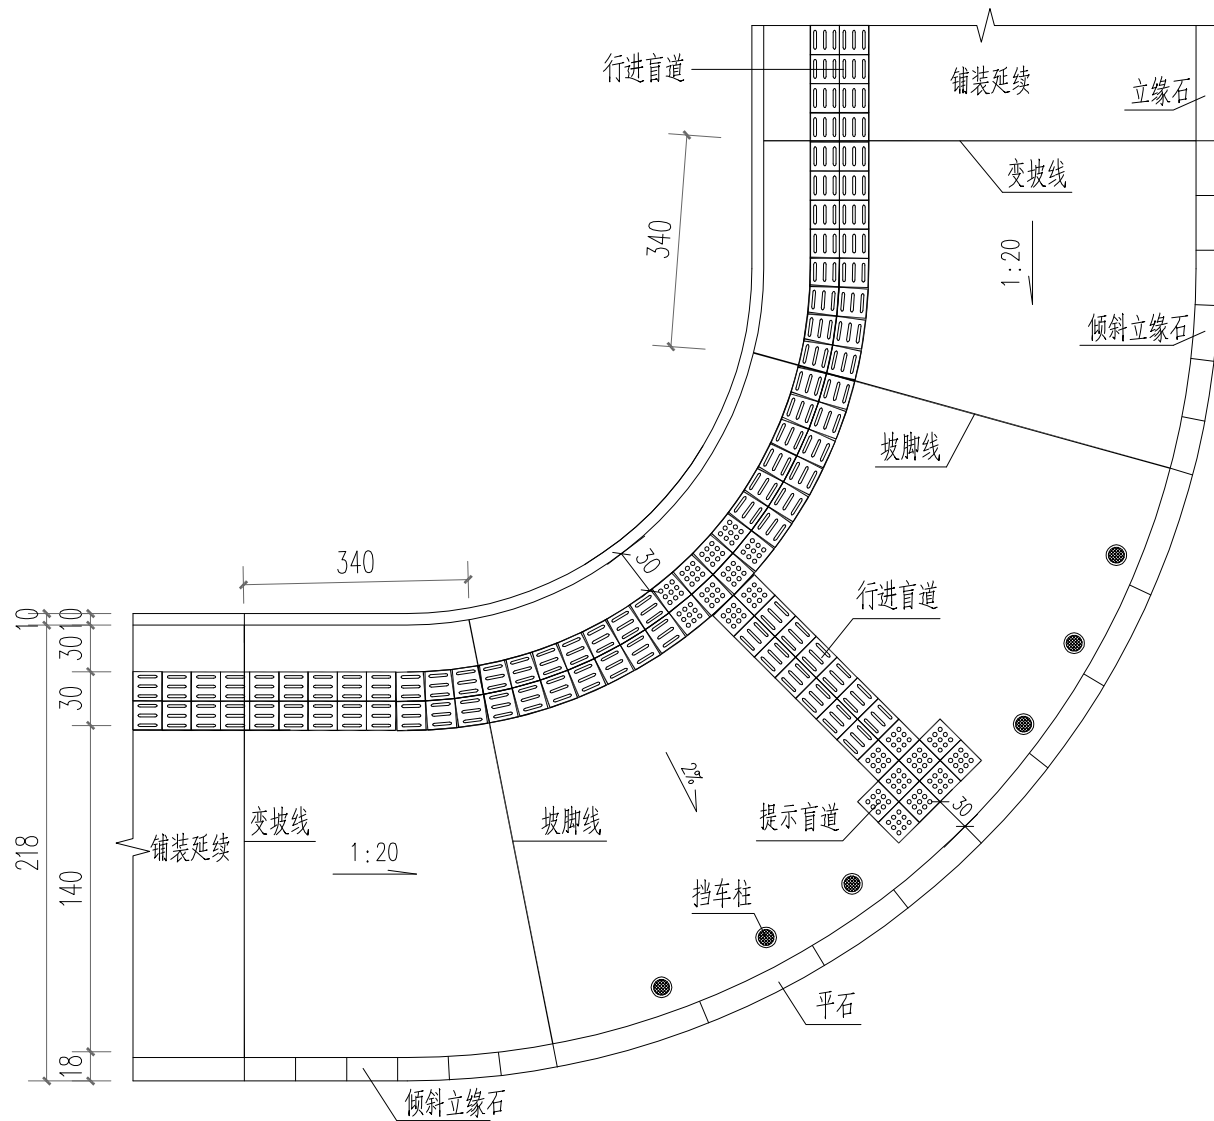 行进盲道
铺装延续
立缘石
变坡线
340
1:20
倾斜立缘石
坡脚线
340
30
行进盲道
10
10
30
30
2%
提示盲道
30
变坡线
坡脚线
铺装延续
1:20
218
140
挡车柱
平石
18
倾斜立缘石